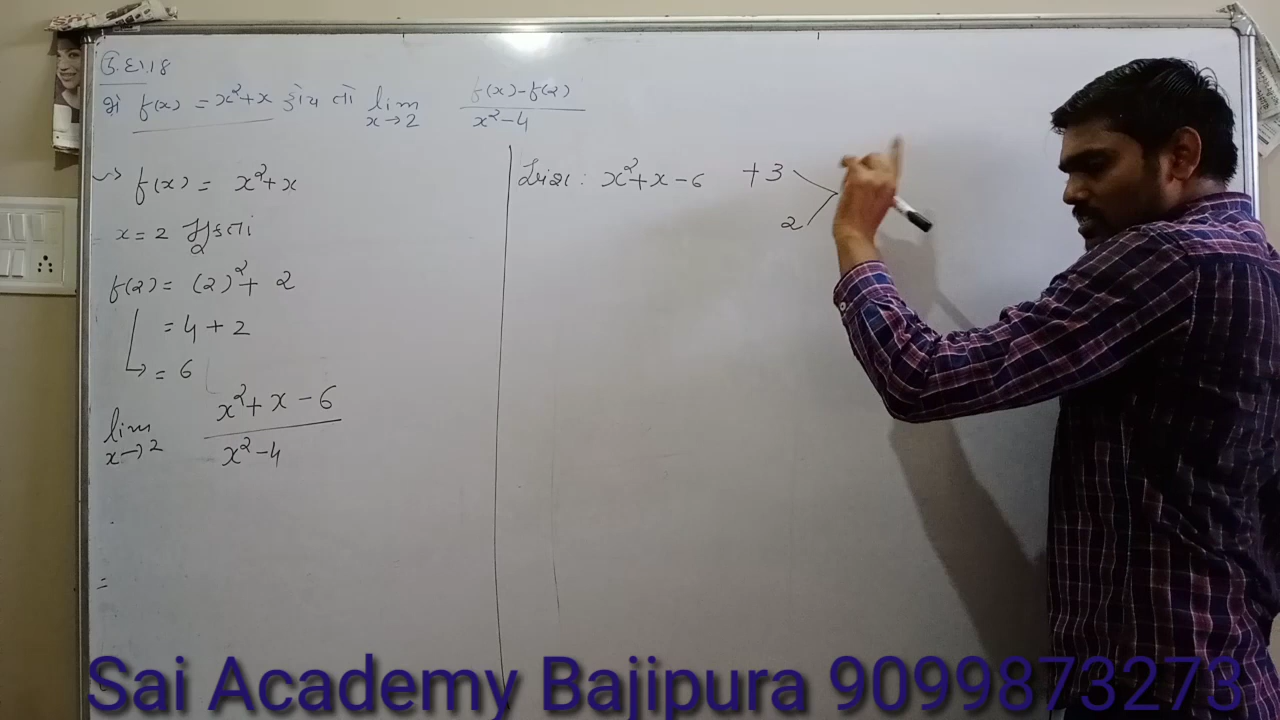 ઉ.દા.18
જો f(x) = x²+x હોય તો lim x→2 f(x)-f(2) / x²-4
f(x) = x²+x
x = 2 મુકતાં
f(2) = (2)²+ 2
= 4 + 2
= 6
lim x→2 x²+ x - 6 / x²-4
=
અંશ : x²+x-6 +3
2
Sai Academy Bajipura 9099873273